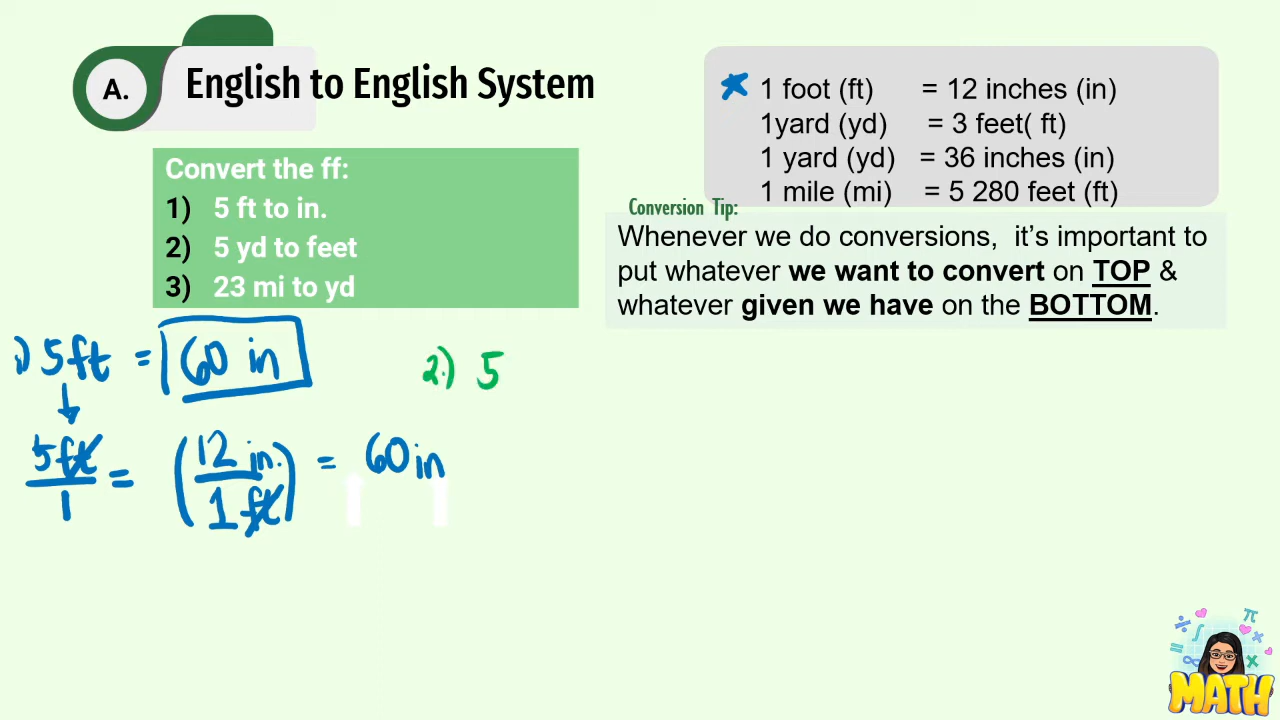 A.
English to English System
Convert the ff:
1) 5 ft to in.
2) 5 yd to feet
3) 23 mi to yd
1 foot (ft) = 12 inches (in)
1yard (yd) = 3 feet( ft)
1 yard (yd) = 36 inches (in)
1 mile (mi) = 5 280 feet (ft)
Conversion Tip:
Whenever we do conversions, it’s important to
put whatever we want to convert on TOP &
whatever given we have on the BOTTOM.
1) 5ft = 60 in
5ft/1 = (12 in./1 ft) = 60 in
2.) 5
MATH